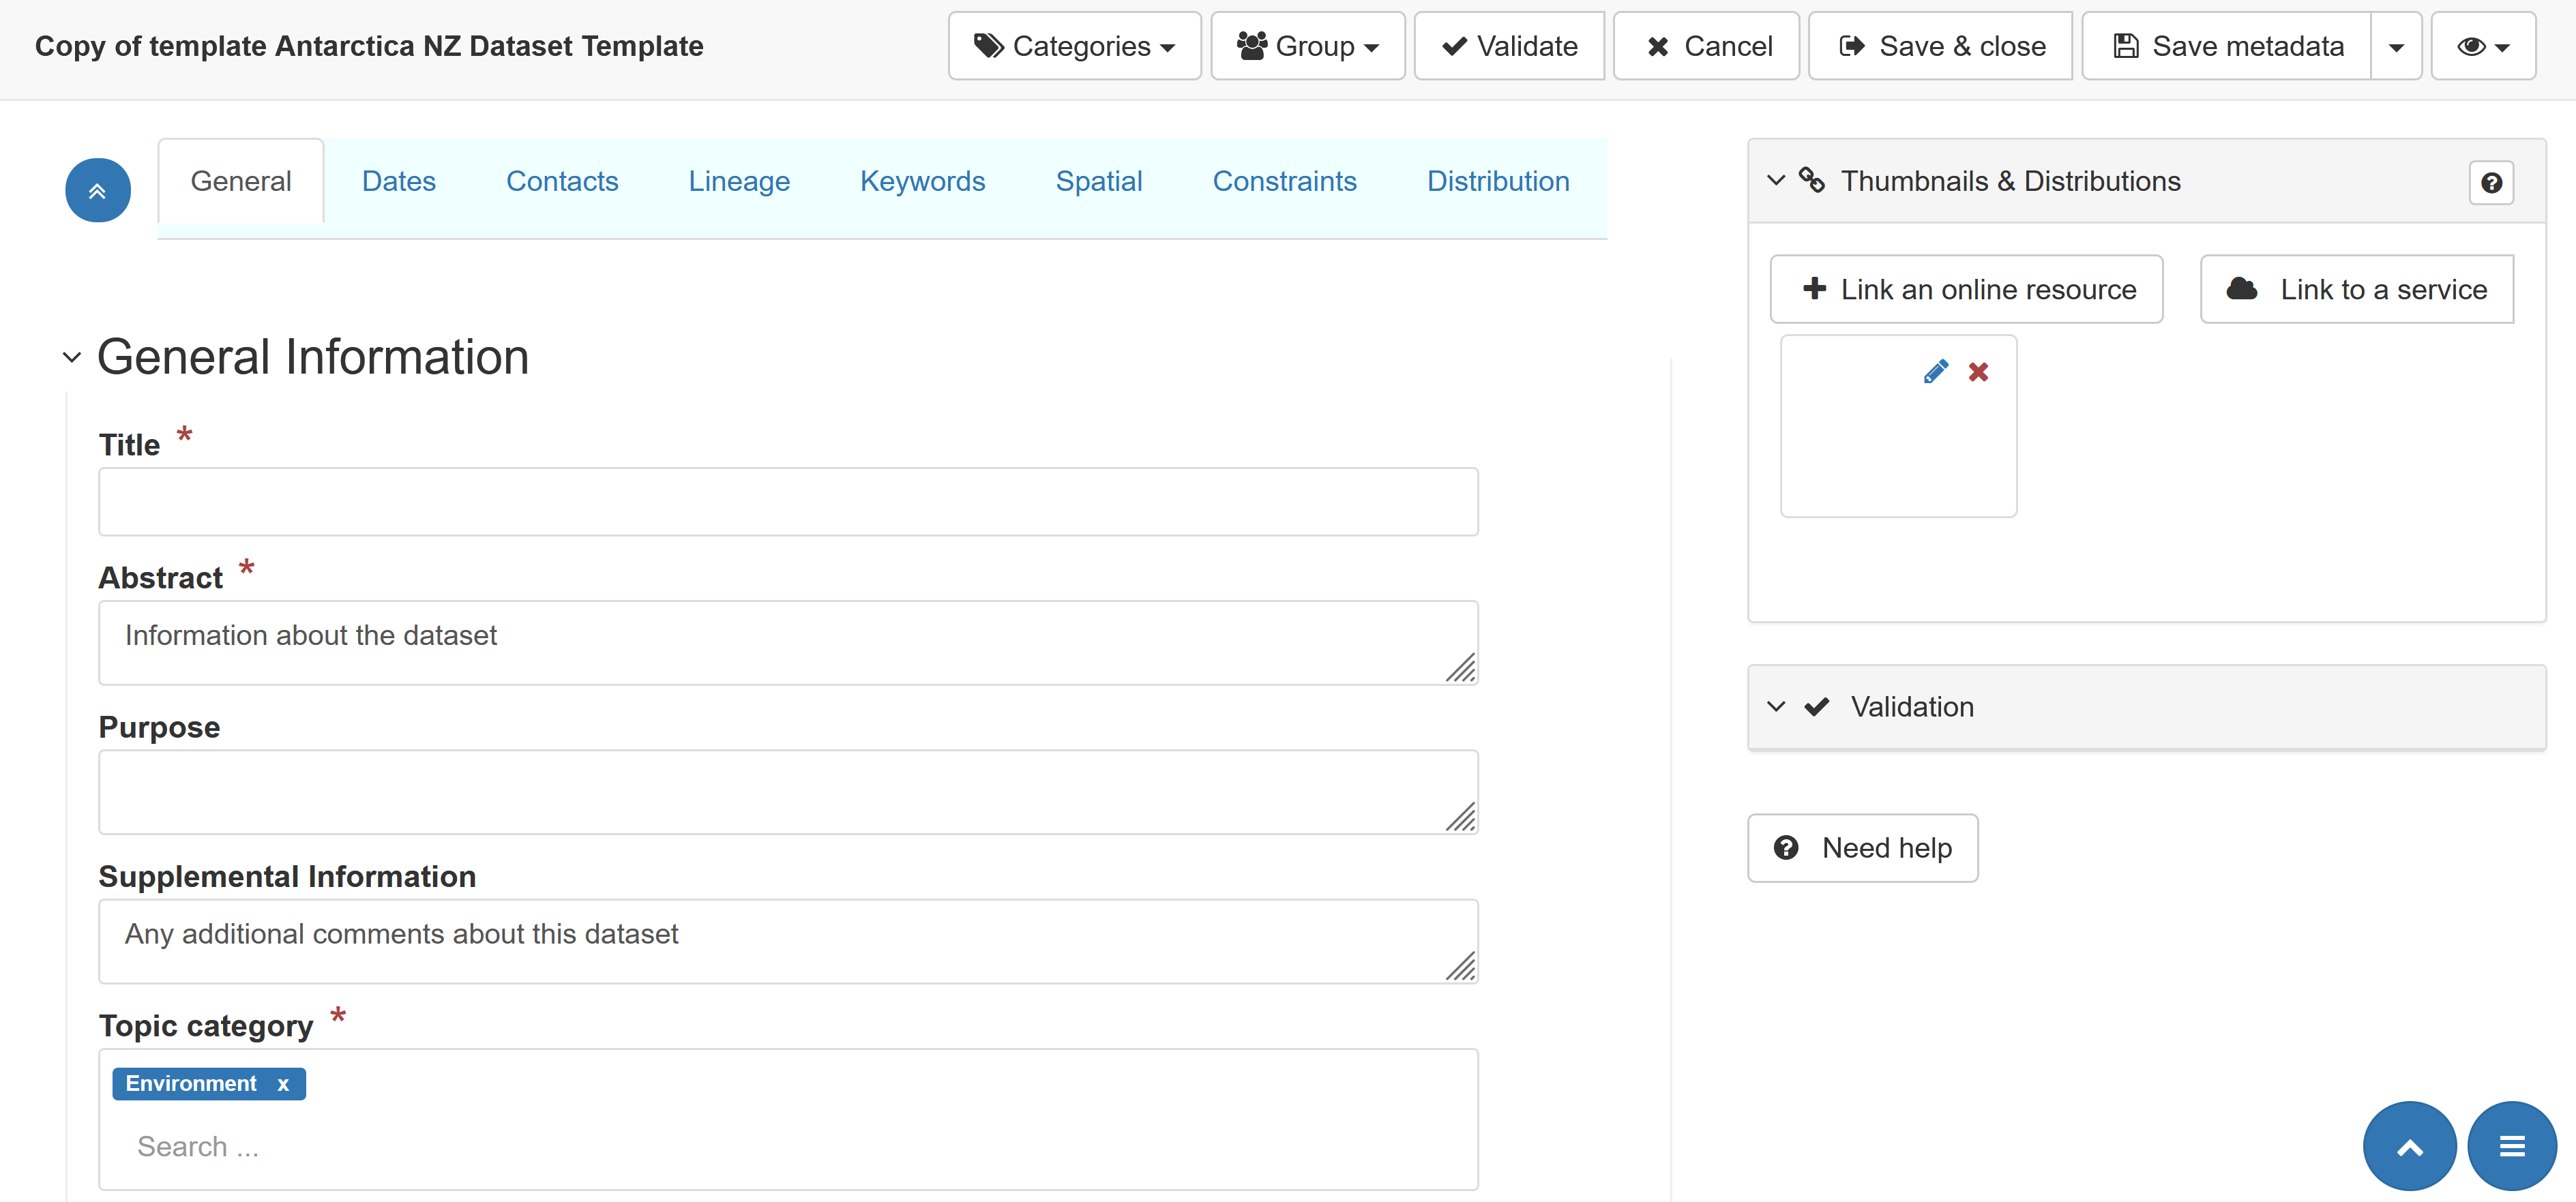 Copy of template Antarctica NZ Dataset Template
Categories
Group
Validate
Cancel
Save & close
Save metadata
General
Dates
Contacts
Lineage
Keywords
Spatial
Constraints
Distribution
General Information
Title *
Abstract *
Information about the dataset
Purpose
Supplemental Information
Any additional comments about this dataset
Topic category *
Environment x
Search ...
Thumbnails & Distributions
Link an online resource
Link to a service
Validation
Need help